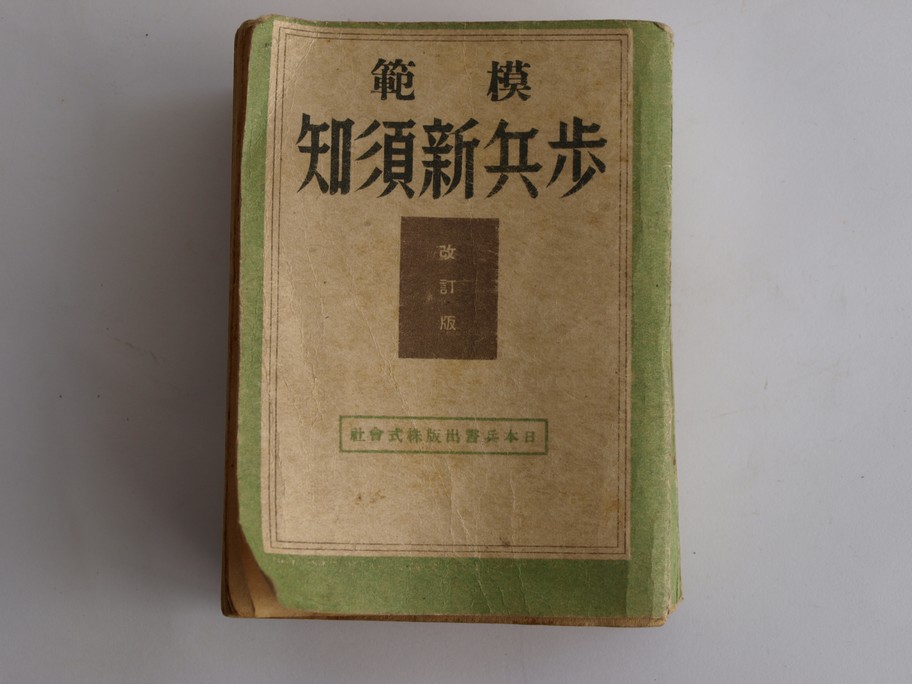 模範
歩兵新須知
改訂版
日本兵書出版株式會社